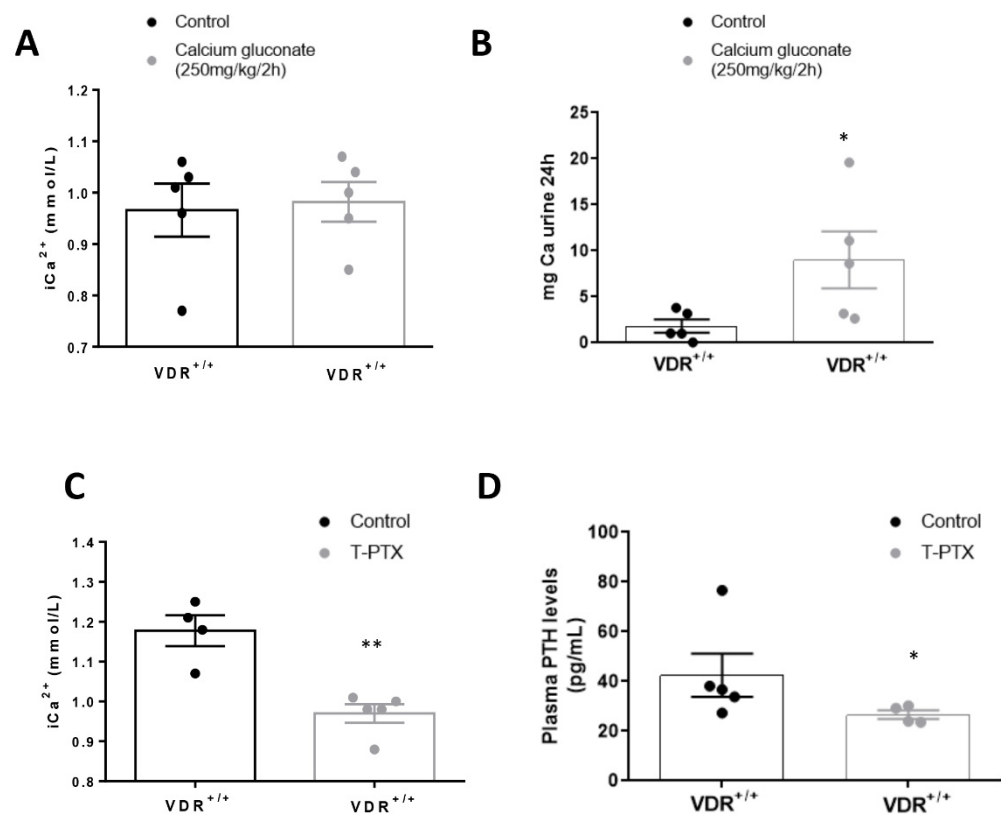 A
Control
Calcium gluconate
(250mg/kg/2h)
iCa²⁺ (mmol/L)
1.2
1.1
1.0
0.9
0.8
0.7
VDR⁺/⁺
VDR⁺/⁺
B
Control
Calcium gluconate
(250mg/kg/2h)
mg Ca urine 24h
25
20
15
10
5
0
*
VDR⁺/⁺
VDR⁺/⁺
C
Control
T-PTX
iCa²⁺ (mmol/L)
1.4
1.3
1.2
1.1
1.0
0.9
0.8
**
VDR⁺/⁺
VDR⁺/⁺
D
Control
T-PTX
Plasma PTH levels
(pg/mL)
100
80
60
40
20
0
*
VDR⁺/⁺
VDR⁺/⁺